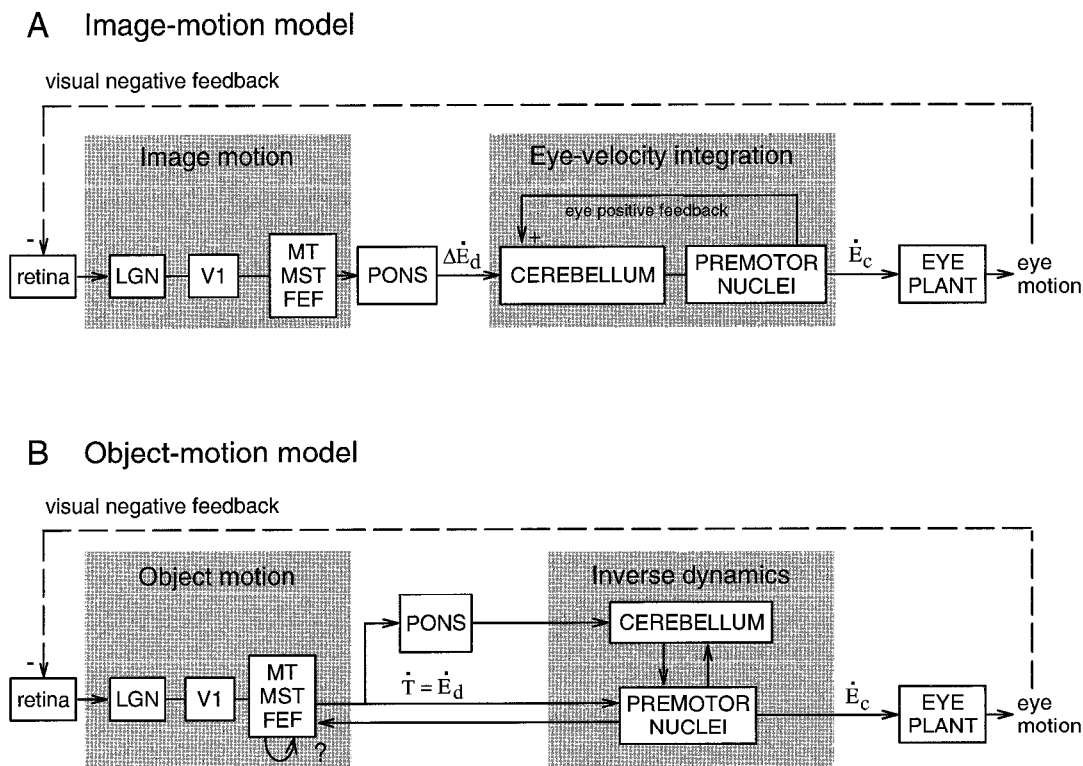 A Image-motion model
visual negative feedback
Image motion
Eye-velocity integration
eye positive feedback
-
+
retina
LGN
V1
MT
MST
FEF
PONS
ΔĖd
CEREBELLUM
PREMOTOR
NUCLEI
Ėc
EYE
PLANT
eye
motion
B Object-motion model
visual negative feedback
Object motion
Inverse dynamics
PONS
CEREBELLUM
-
retina
LGN
V1
MT
MST
FEF
?
Ṫ = Ėd
PREMOTOR
NUCLEI
Ėc
EYE
PLANT
eye
motion